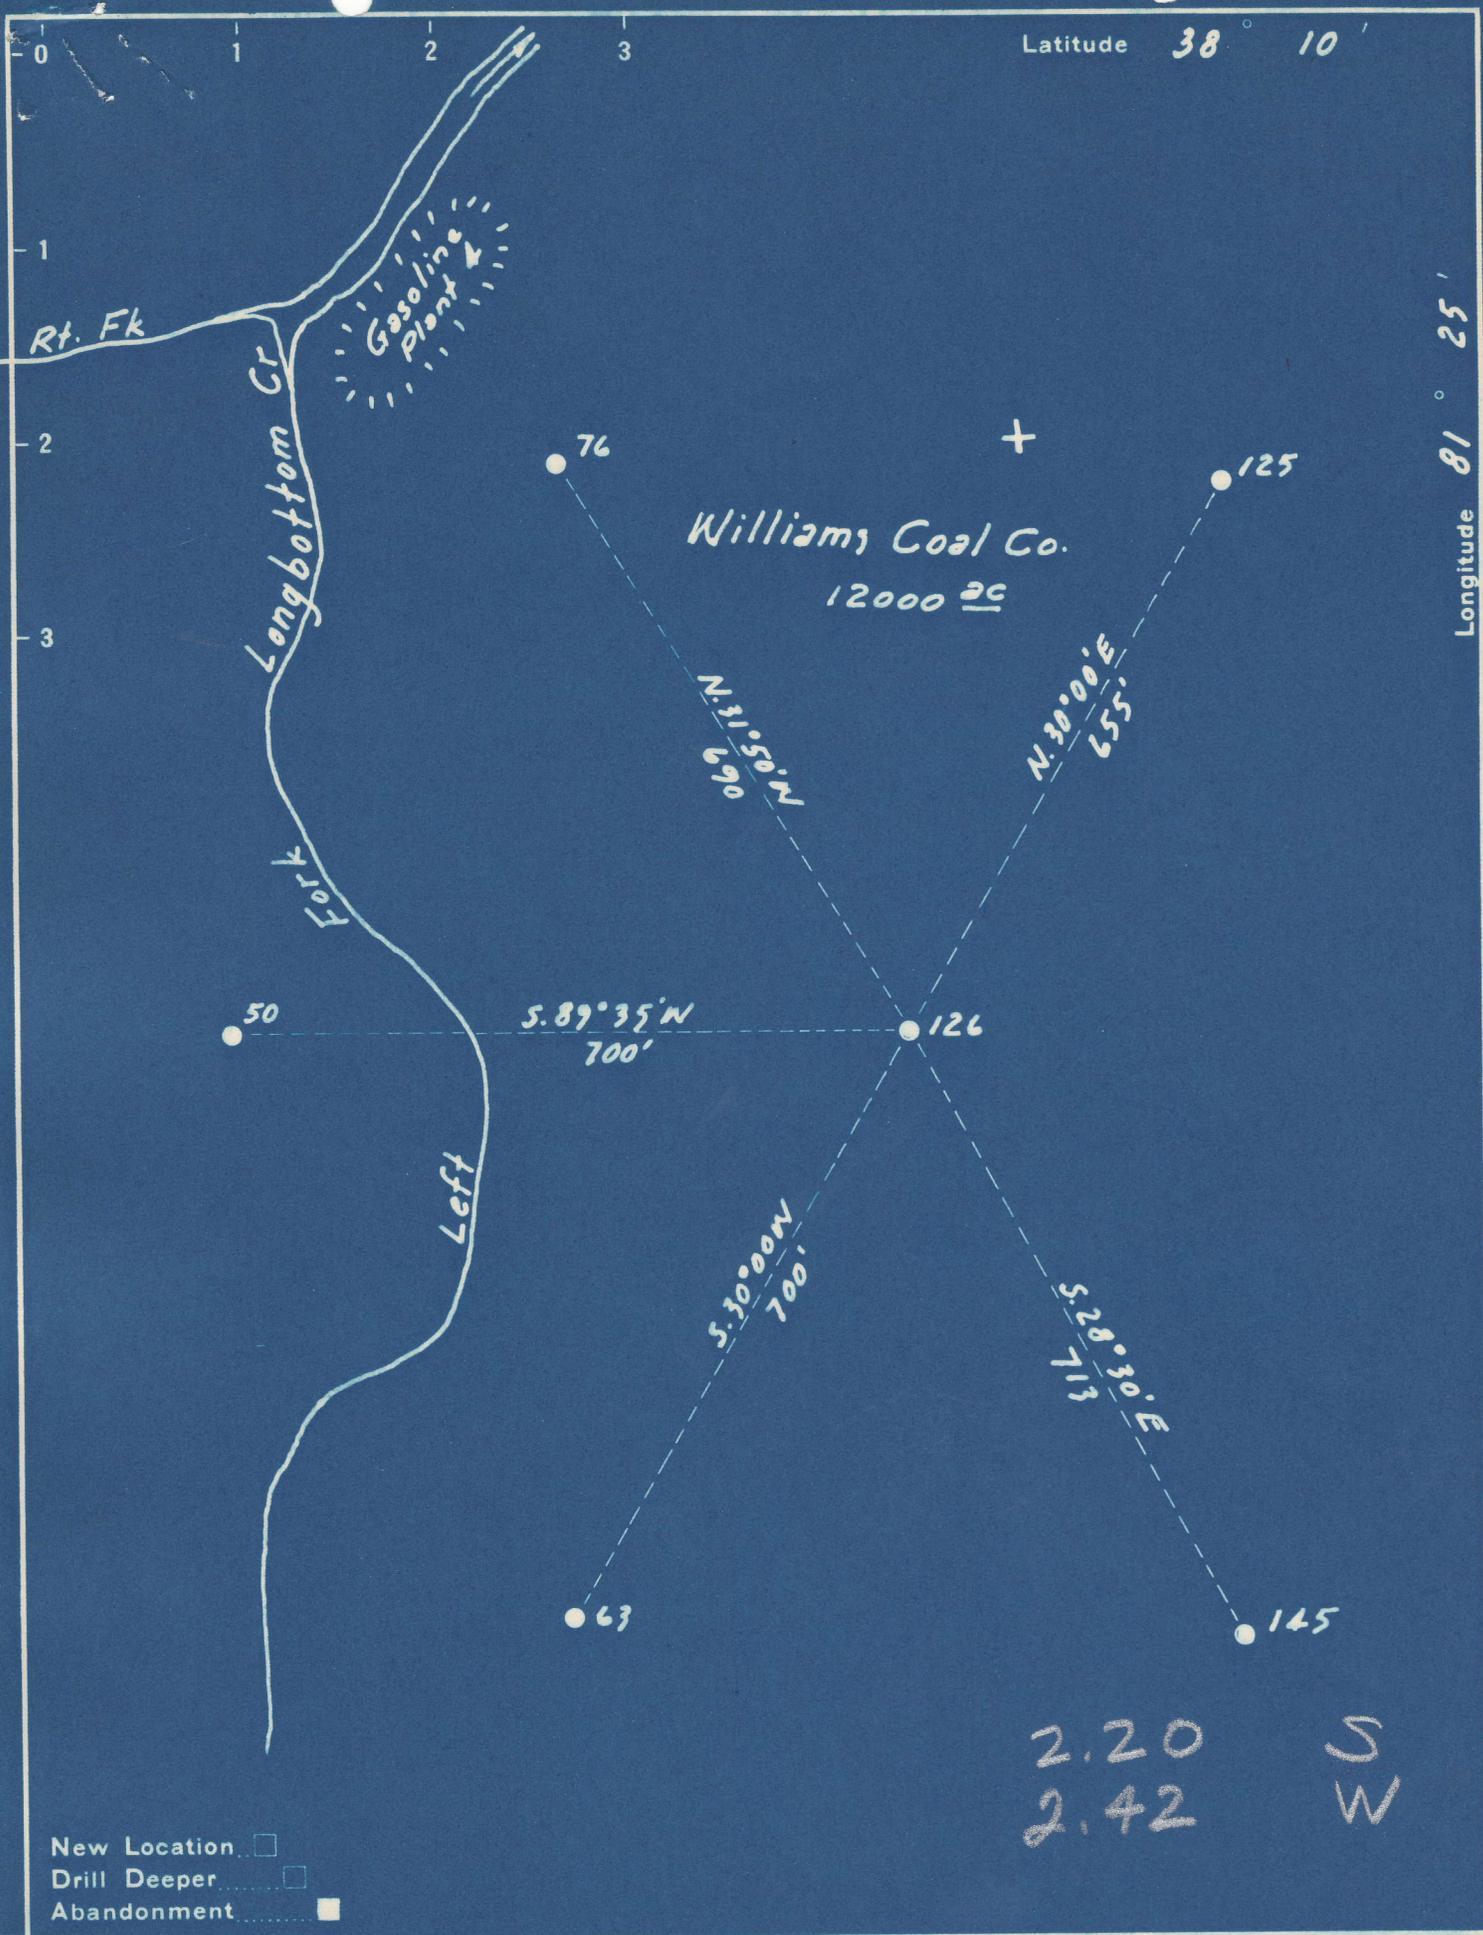 0
1
2
3
Latitude 38° 10'
1
Gasoline
Plant
Rt. Fk
Longitude 81° 25'
2
76
125
Longbottom Cr
Williams Coal Co.
12000 ac
3
N.31°50'W
660
N.30°00'E
655'
Fork
50
S.89°35'W
700'
126
Left
S.30°00W
700'
S.28°30'E
713
63
145
2.20 S
2.42 W
New Location
Drill Deeper
Abandonment